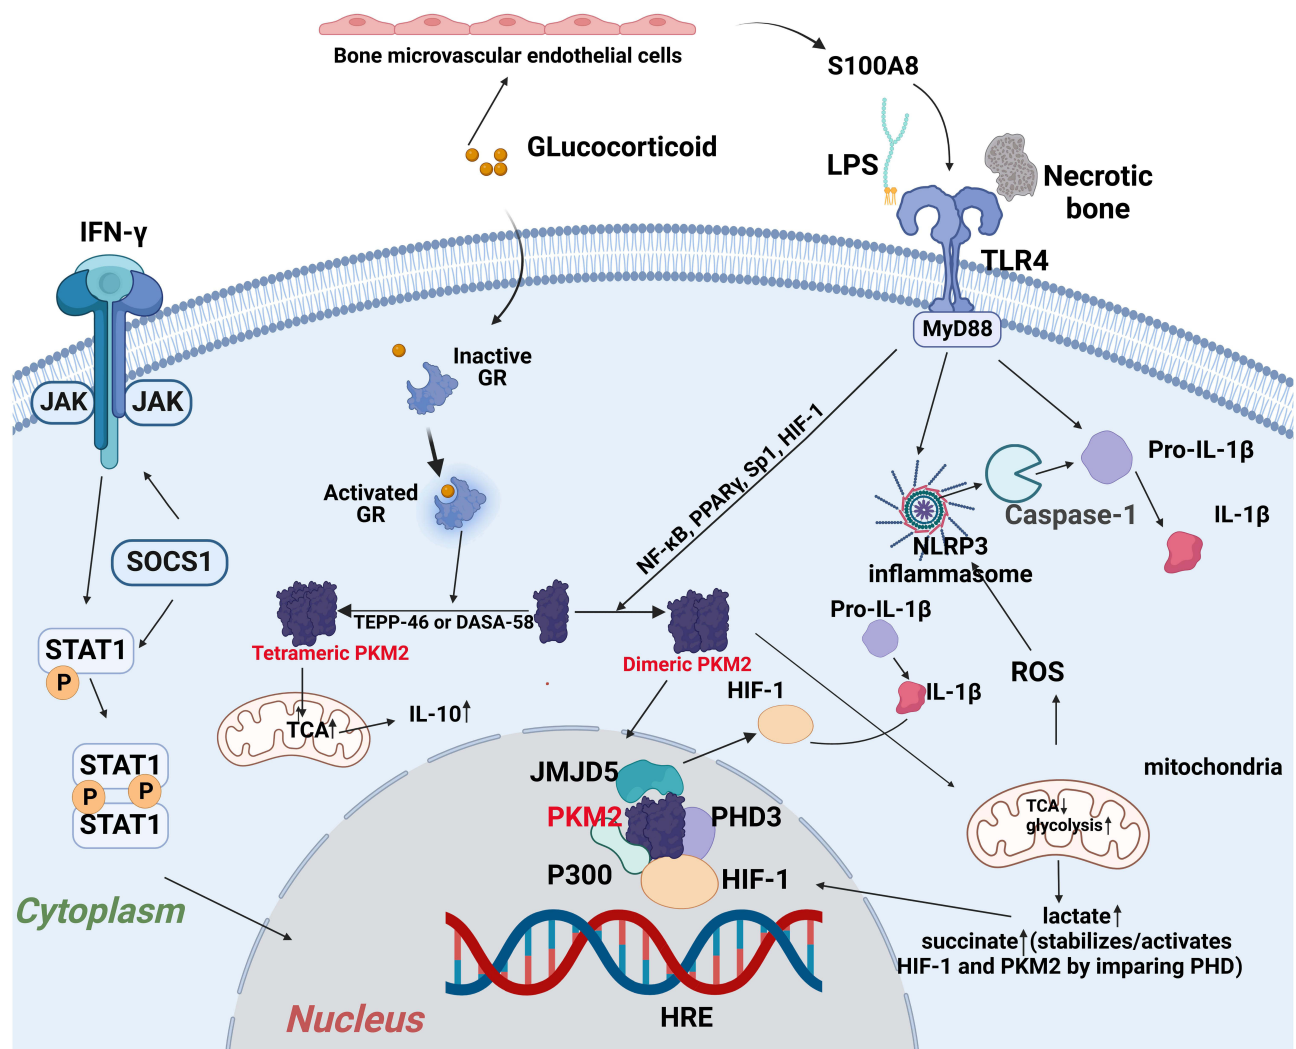 Bone microvascular endothelial cells
S100A8
GLucocorticoid
LPS
Necrotic
bone
IFN-γ
TLR4
MyD88
JAK
JAK
Inactive
GR
NF-κB, PPARγ, Sp1, HIF-1
Pro-IL-1β
Activated
GR
Caspase-1
IL-1β
NLRP3
inflammasome
SOCS1
TEPP-46 or DASA-58
Pro-IL-1β
STAT1
P
Tetrameric PKM2
Dimeric PKM2
ROS
HIF-1
IL-1β
IL-10↑
TCA↑
STAT1
P
P
STAT1
JMJD5
PKM2
PHD3
P300
HIF-1
mitochondria
TCA↓
glycolysis↑
Cytoplasm
lactate↑
succinate↑(stabilizes/activates
HIF-1 and PKM2 by imparing PHD)
Nucleus
HRE